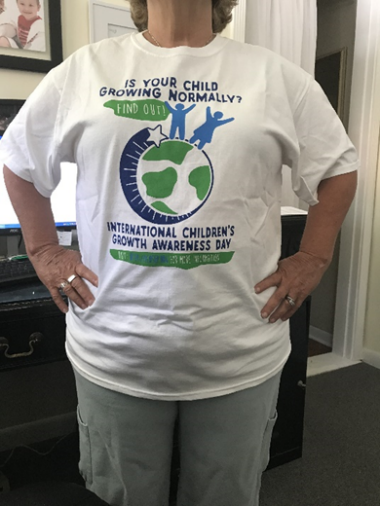 IS YOUR CHILD
GROWING NORMALLY?
FIND OUT!
INTERNATIONAL CHILDREN'S
GROWTH AWARENESS DAY